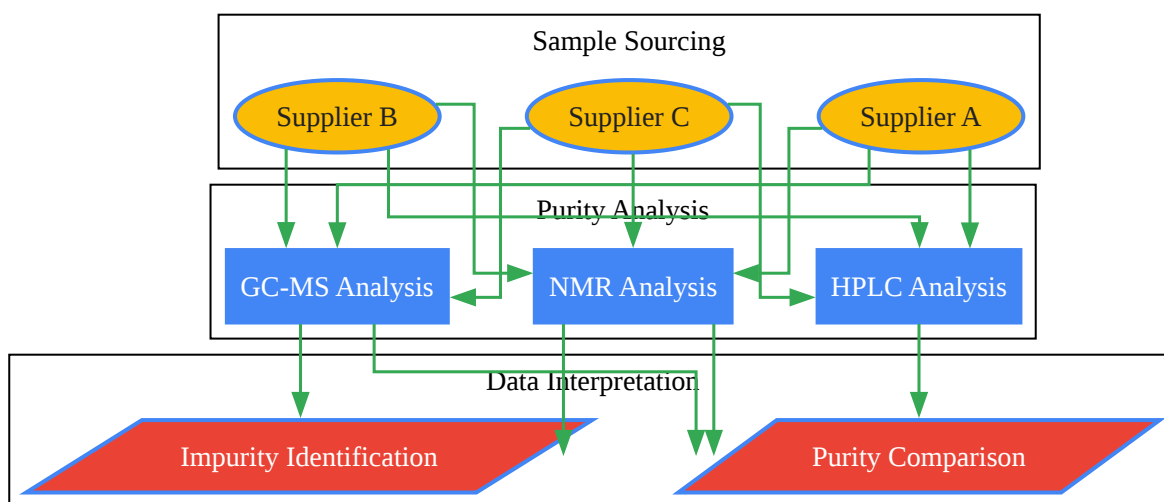 Sample Sourcing
Supplier B
Supplier C
Supplier A
Purity Analysis
GC-MS Analysis
NMR Analysis
HPLC Analysis
Data Interpretation
Impurity Identification
Purity Comparison